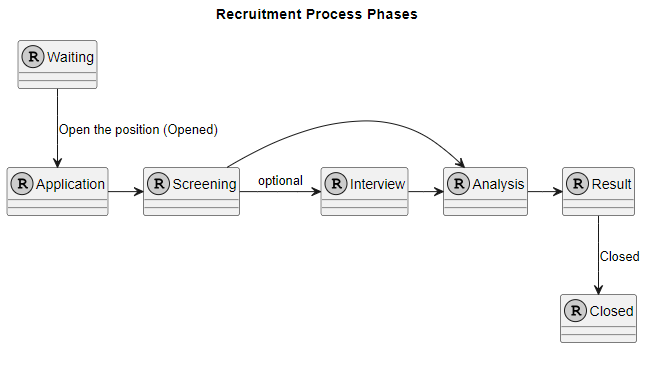 Recruitment Process Phases
R Waiting
Open the position (Opened)
R Application
R Screening
optional
R Interview
R Analysis
R Result
Closed
R Closed